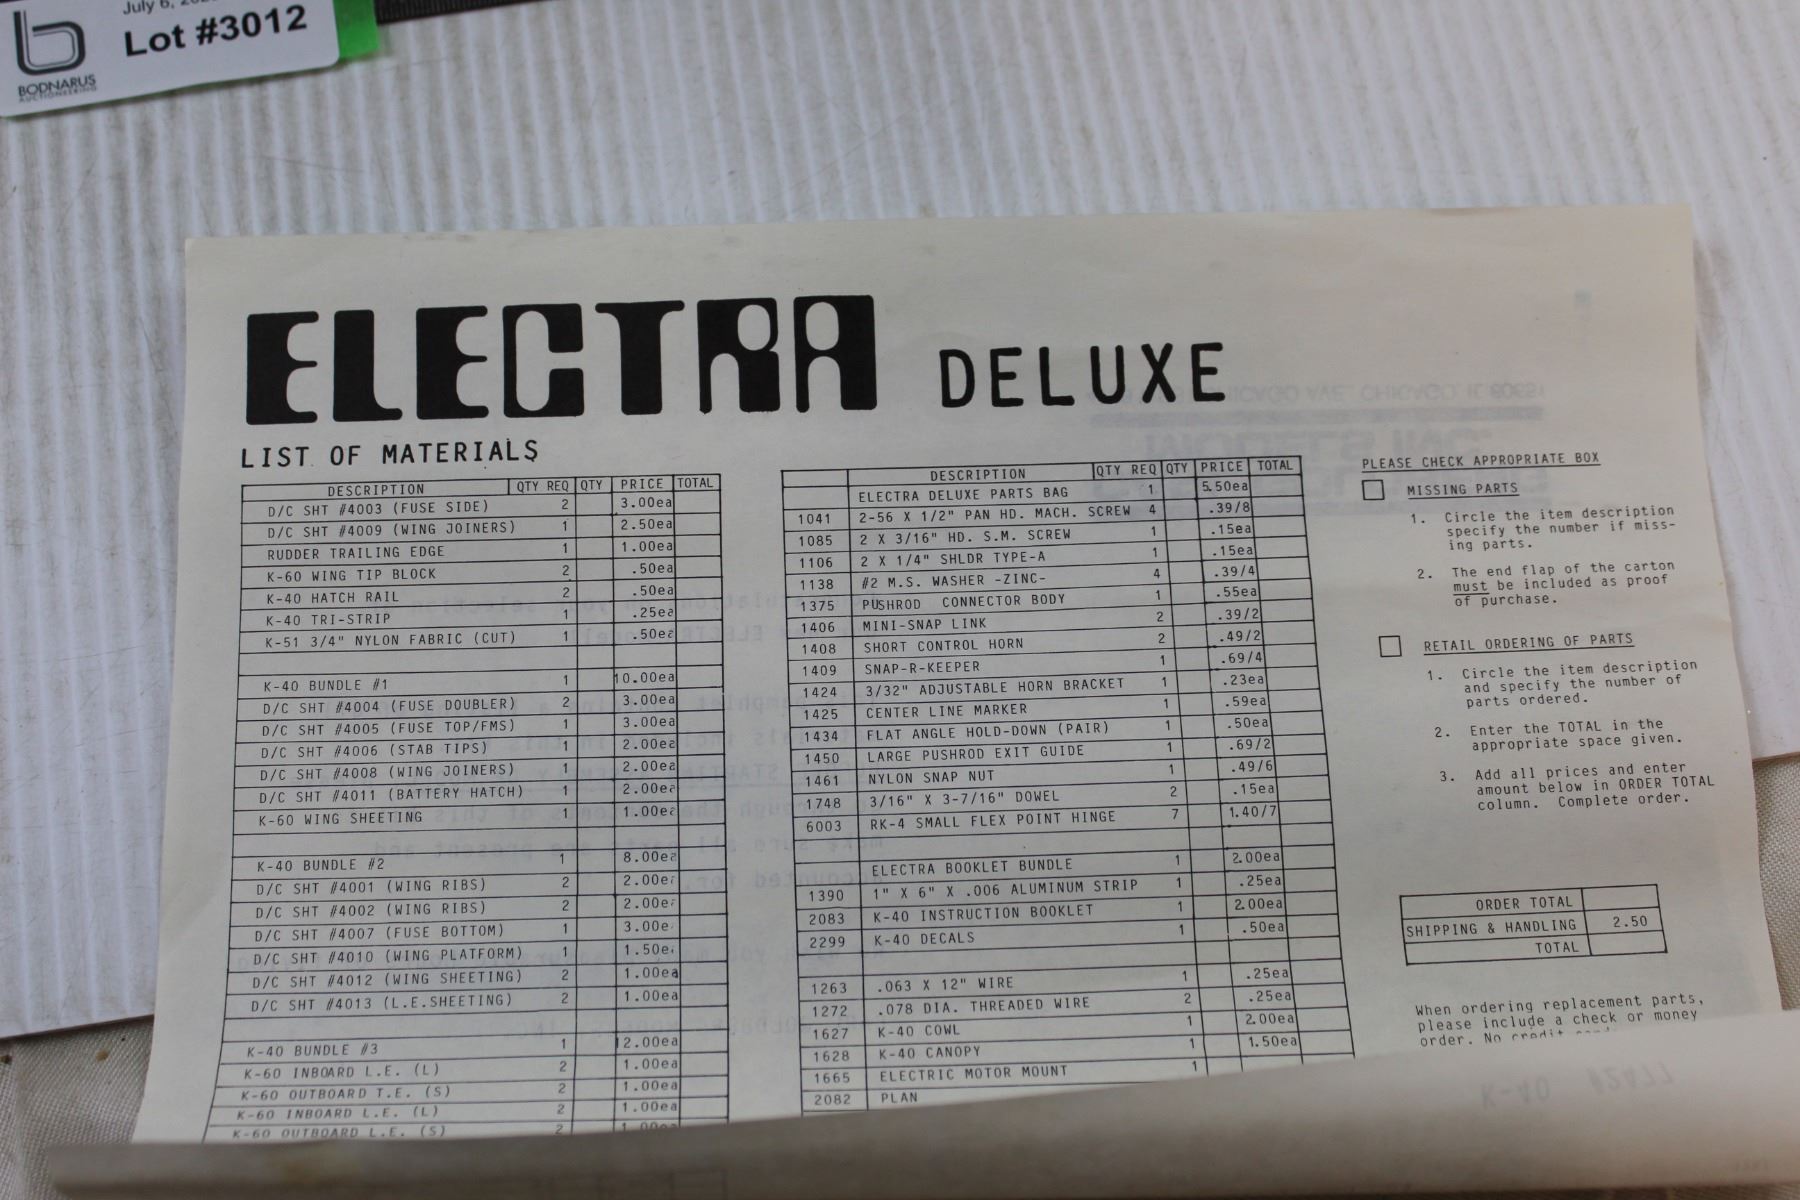 July 6,
Lot #3012
BODNARUS
AUCTIONEERING
ELECTRA DELUXE
LIST OF MATERIALS
DESCRIPTION QTY REQ QTY PRICE TOTAL
D/C SHT #4003 (FUSE SIDE) 2 3.00ea
D/C SHT #4009 (WING JOINERS) 1 2.50ea
RUDDER TRAILING EDGE 1 1.00ea
K-60 WING TIP BLOCK 2 .50ea
K-40 HATCH RAIL 2 .50ea
K-40 TRI-STRIP 1 .25ea
K-51 3/4" NYLON FABRIC (CUT) 1 .50ea
K-40 BUNDLE #1 1 10.00ea
D/C SHT #4004 (FUSE DOUBLER) 2 3.00ea
D/C SHT #4005 (FUSE TOP/FMS) 1 3.00ea
D/C SHT #4006 (STAB TIPS) 1 2.00ea
D/C SHT #4008 (WING JOINERS) 1 2.00ea
D/C SHT #4011 (BATTERY HATCH) 1 2.00ea
K-60 WING SHEETING 1 1.00ea
K-40 BUNDLE #2 1 8.00ea
D/C SHT #4001 (WING RIBS) 2 2.00e
D/C SHT #4002 (WING RIBS) 2 2.00e
D/C SHT #4007 (FUSE BOTTOM) 1 3.00e
D/C SHT #4010 (WING PLATFORM) 1 1.50e
D/C SHT #4012 (WING SHEETING) 2 1.00ea
D/C SHT #4013 (L.E.SHEETING) 2 1.00ea
K-40 BUNDLE #3 1 12.00ea
K-60 INBOARD L.E. (L) 2 1.00ea
K-60 OUTBOARD T.E. (S) 2 1.00ea
K-60 INBOARD L.E. (L) 2 1.00ea
K-60 OUTBOARD L.E. (S) 2 1.00ea
DESCRIPTION QTY REQ QTY PRICE TOTAL
ELECTRA DELUXE PARTS BAG 1 5.50ea
1041 2-56 X 1/2" PAN HD. MACH. SCREW 4 .39/8
1085 2 X 3/16" HD. S.M. SCREW 1 .15ea
1106 2 X 1/4" SHLDR TYPE-A 1 .15ea
1138 #2 M.S. WASHER -ZINC- 4 .39/4
1375 PUSHROD CONNECTOR BODY 1 .55ea
1406 MINI-SNAP LINK 2 .39/2
1408 SHORT CONTROL HORN 2 .49/2
1409 SNAP-R-KEEPER 1 .69/4
1424 3/32" ADJUSTABLE HORN BRACKET 1 .23ea
1425 CENTER LINE MARKER 1 .59ea
1434 FLAT ANGLE HOLD-DOWN (PAIR) 1 .50ea
1450 LARGE PUSHROD EXIT GUIDE 1 .69/2
1461 NYLON SNAP NUT 1 .49/6
1748 3/16" X 3-7/16" DOWEL 2 .15ea
6003 RK-4 SMALL FLEX POINT HINGE 7 1.40/7
ELECTRA BOOKLET BUNDLE 1 2.00ea
1390 1" X 6" X .006 ALUMINUM STRIP 1 .25ea
2083 K-40 INSTRUCTION BOOKLET 1 2.00ea
2299 K-40 DECALS 1 .50ea
1263 .063 X 12" WIRE 1 .25ea
1272 .078 DIA. THREADED WIRE 2 .25ea
1627 K-40 COWL 1 2.00ea
1628 K-40 CANOPY 1 1.50ea
1665 ELECTRIC MOTOR MOUNT 1
2082 PLAN
PLEASE CHECK APPROPRIATE BOX
MISSING PARTS
1. Circle the item description
specify the number if miss-
ing parts.
2. The end flap of the carton
must be included as proof
of purchase.
RETAIL ORDERING OF PARTS
1. Circle the item description
and specify the number of
parts ordered.
2. Enter the TOTAL in the
appropriate space given.
3. Add all prices and enter
amount below in ORDER TOTAL
column. Complete order.
ORDER TOTAL
SHIPPING & HANDLING 2.50
TOTAL
When ordering replacement parts,
please include a check or money
order. No credit